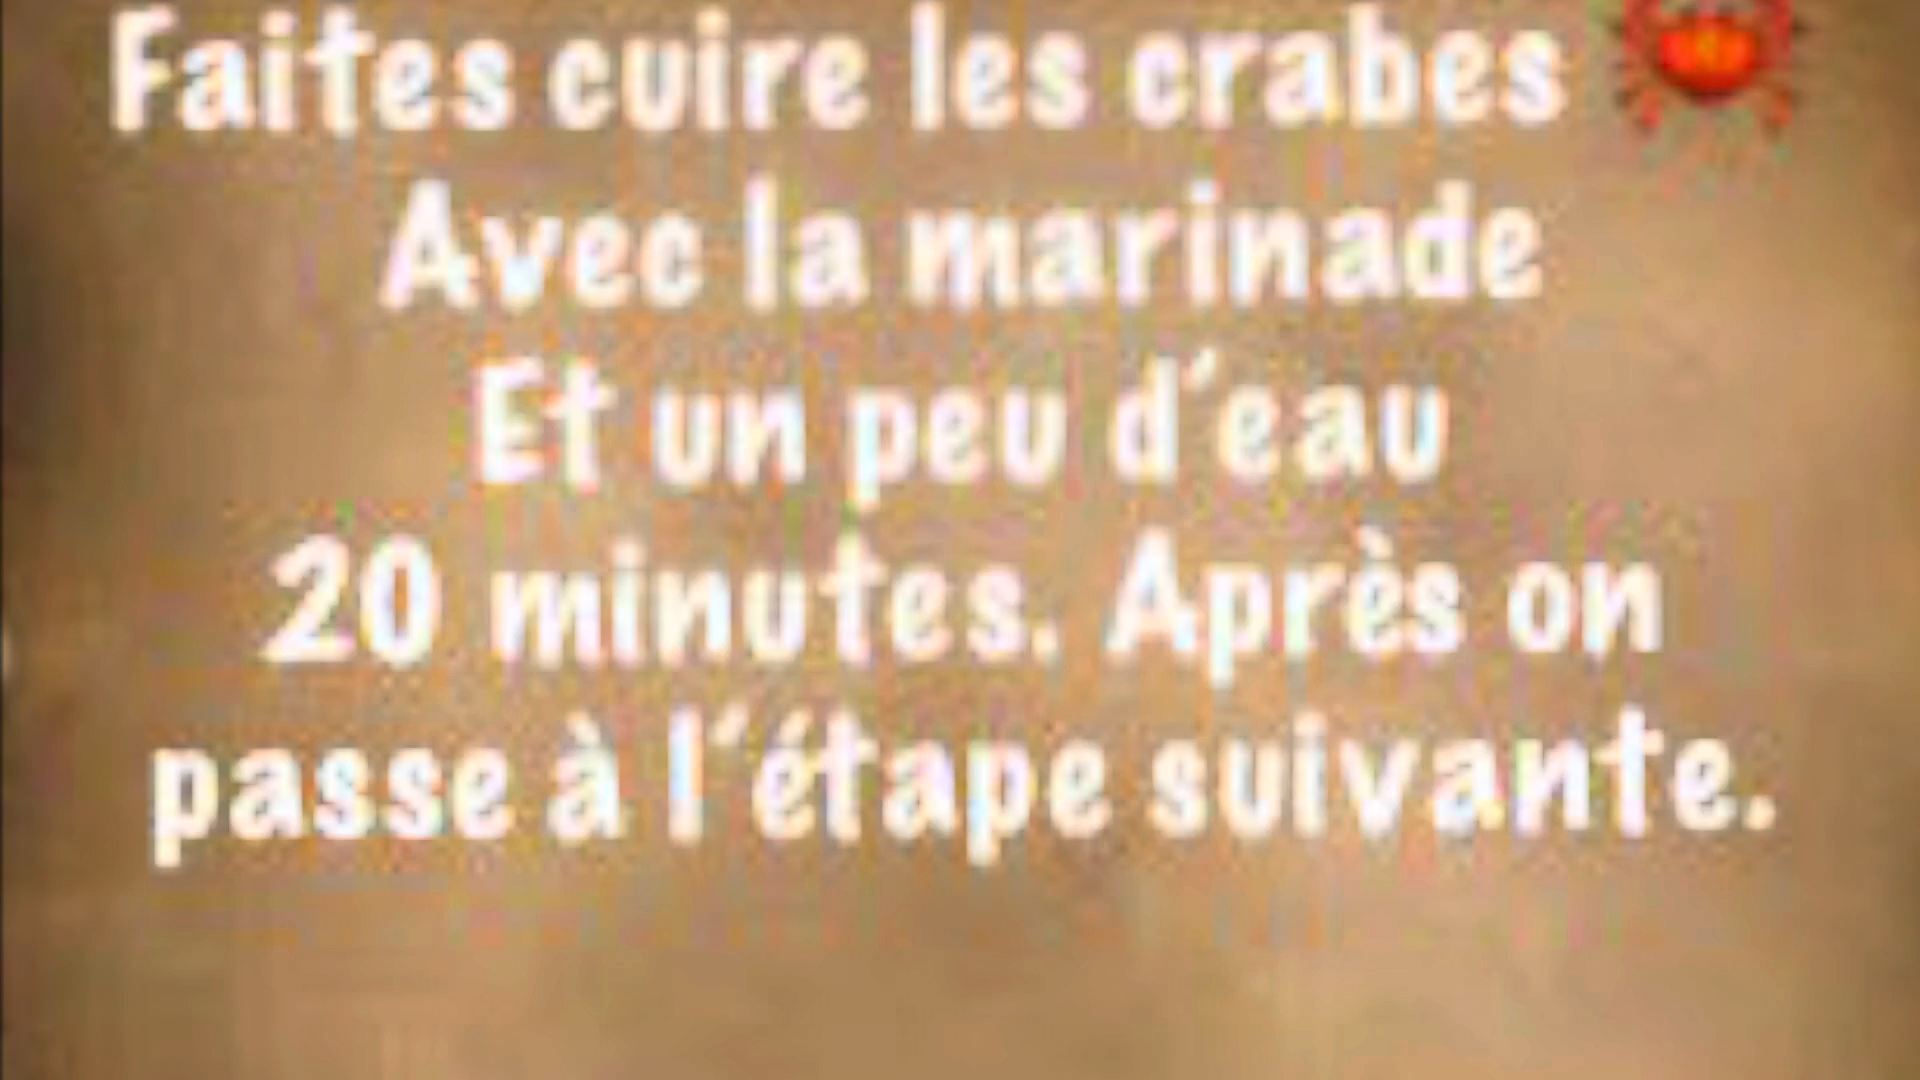 Faites cuire les crabes 🦀
Avec la marinade
Et un peu d'eau
20 minutes. Après on
passe à l'étape suivante.